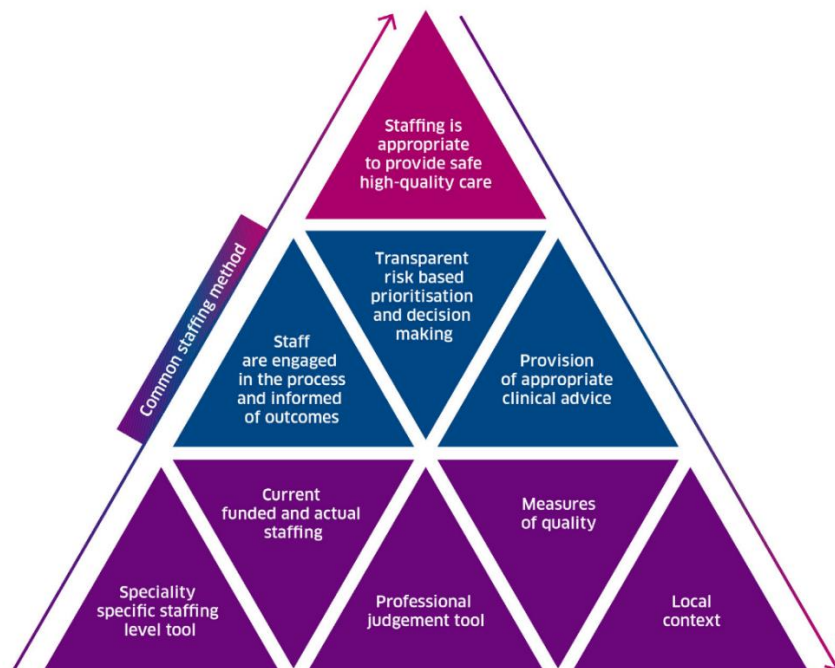 Staffing is
appropriate
to provide safe
high-quality care
Common staffing method
Transparent
risk based
prioritisation
and decision
making
Staff
are engaged
in the process
and informed
of outcomes
Provision
of appropriate
clinical advice
Current
funded and actual
staffing
Measures
of quality
Speciality
specific staffing
level tool
Professional
judgement tool
Local
context